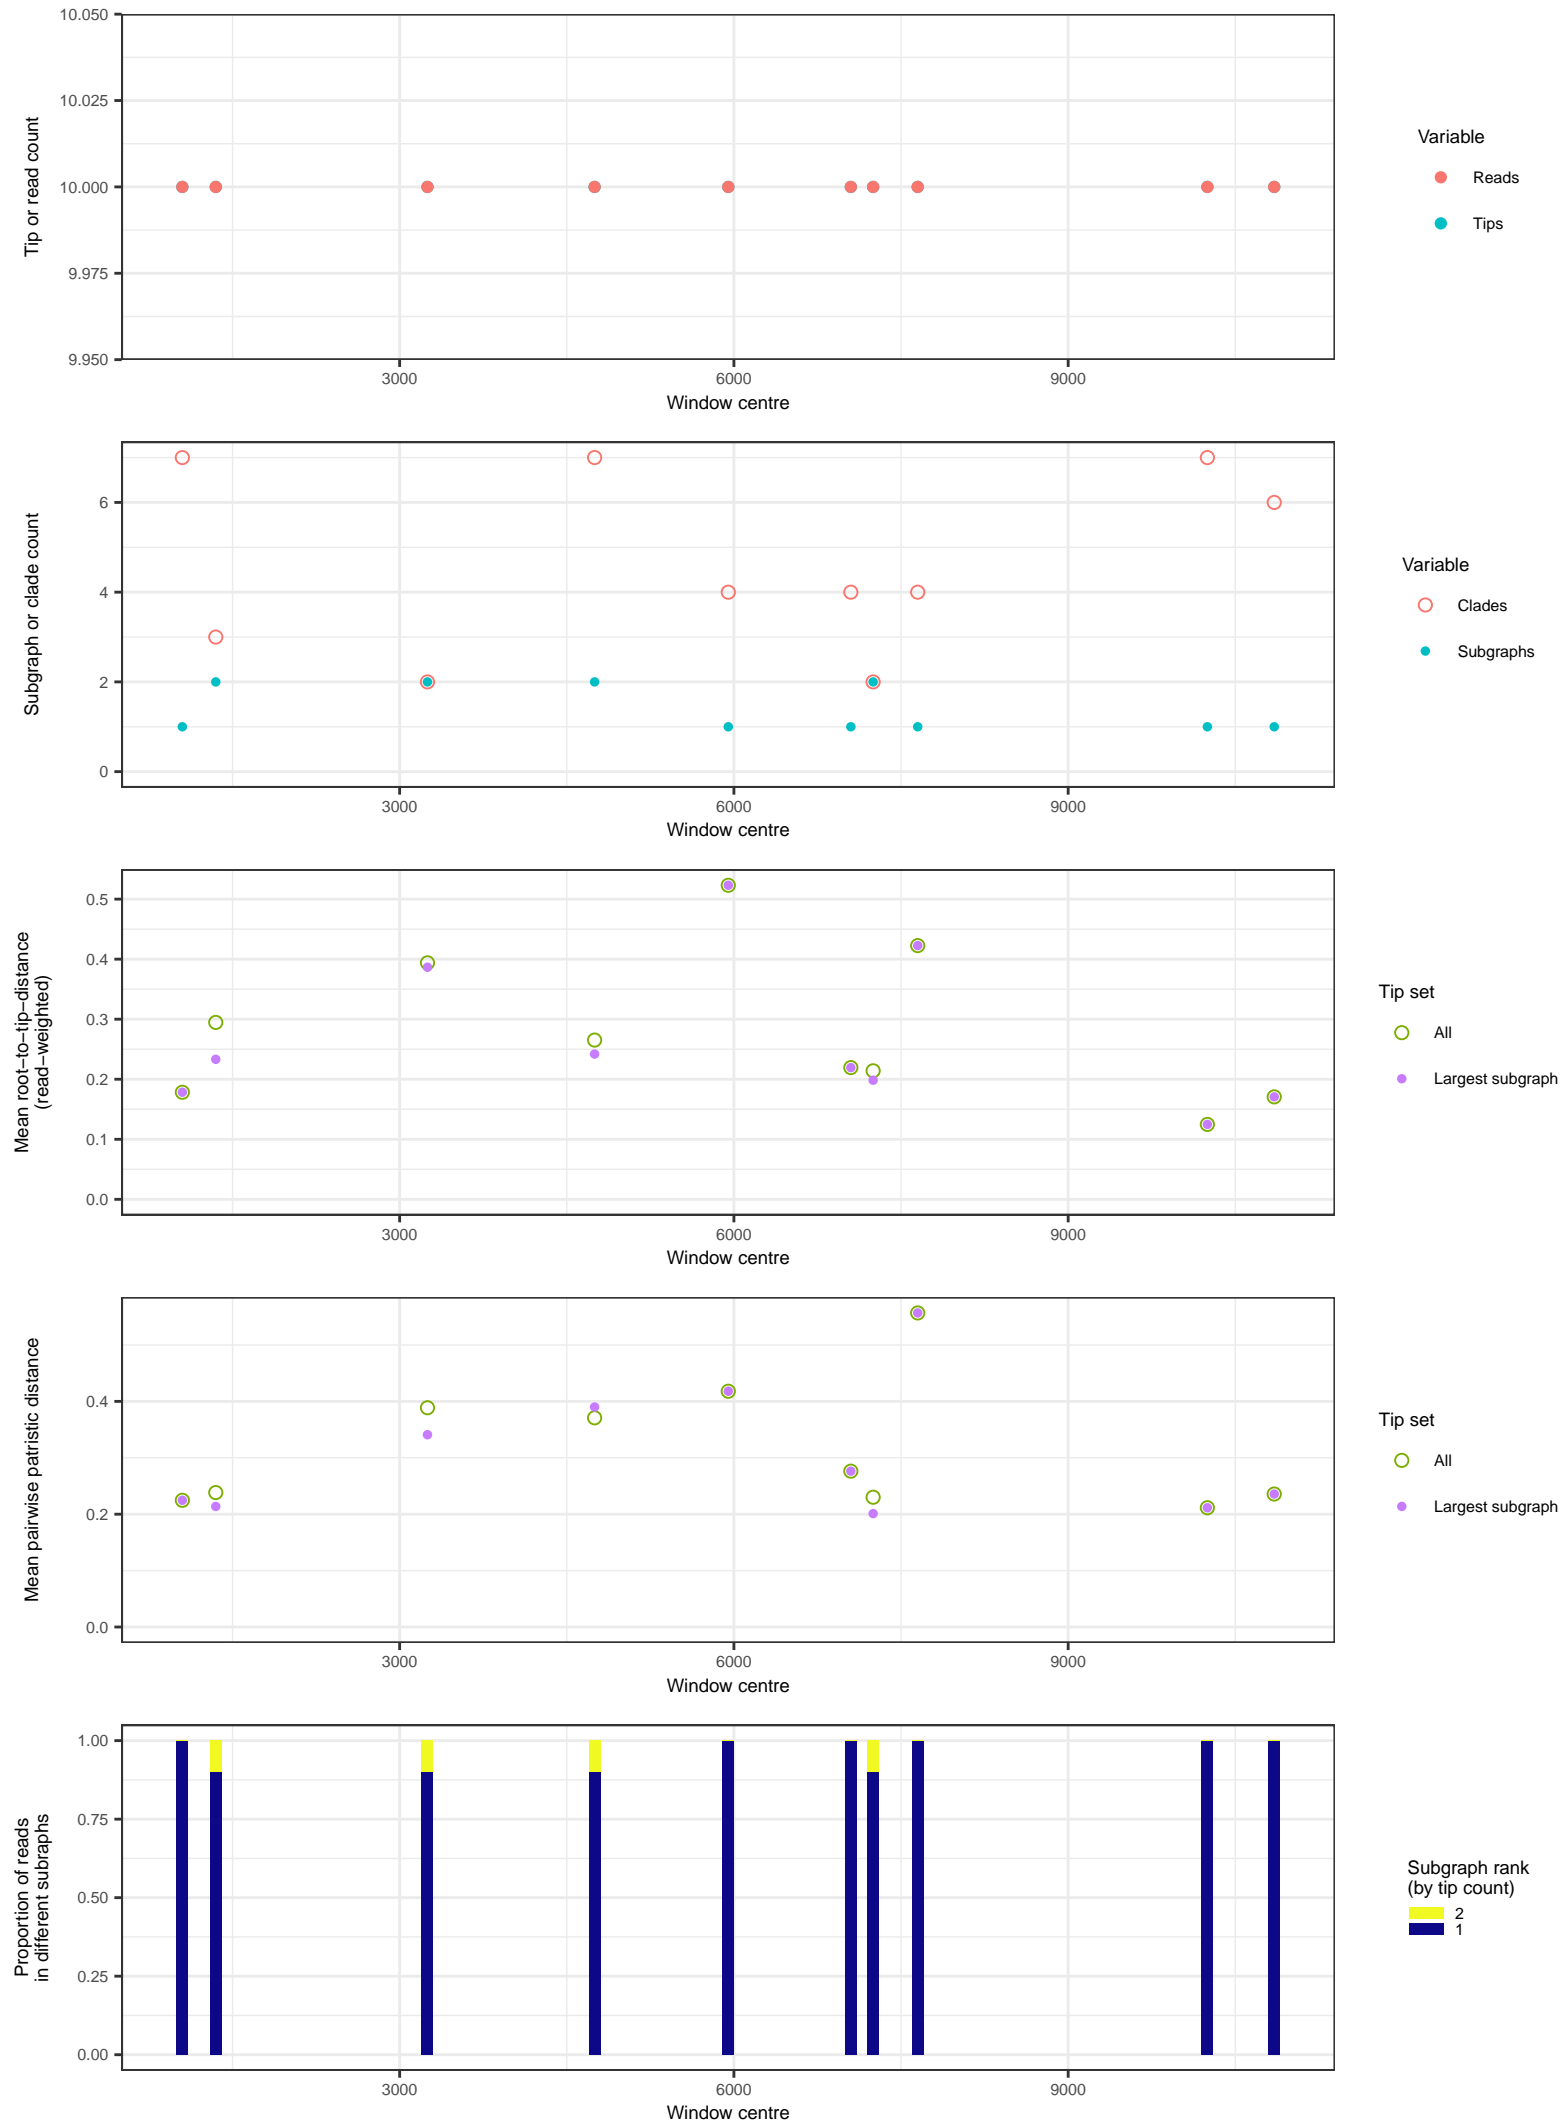 10.050
10.025
10.000
9.975
9.950
Tip or read count
3000 6000 9000
Window centre
Variable
Reads
Tips
6
4
2
0
Subgraph or clade count
3000 6000 9000
Window centre
Variable
Clades
Subgraphs
0.5
0.4
0.3
0.2
0.1
0.0
Mean root−to−tip−distance
(read−weighted)
3000 6000 9000
Window centre
Tip set
All
Largest subgraph
0.4
0.2
0.0
Mean pairwise patristic distance
3000 6000 9000
Window centre
Tip set
All
Largest subgraph
1.00
0.75
0.50
0.25
0.00
Proportion of reads
in different subraphs
3000 6000 9000
Window centre
Subgraph rank
(by tip count)
2
1